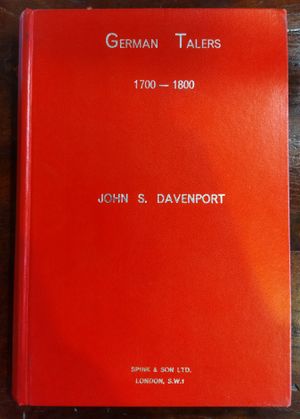 GERMAN TALERS
1700 — 1800
JOHN S. DAVENPORT
SPINK & SON LTD.
LONDON, S.W.1